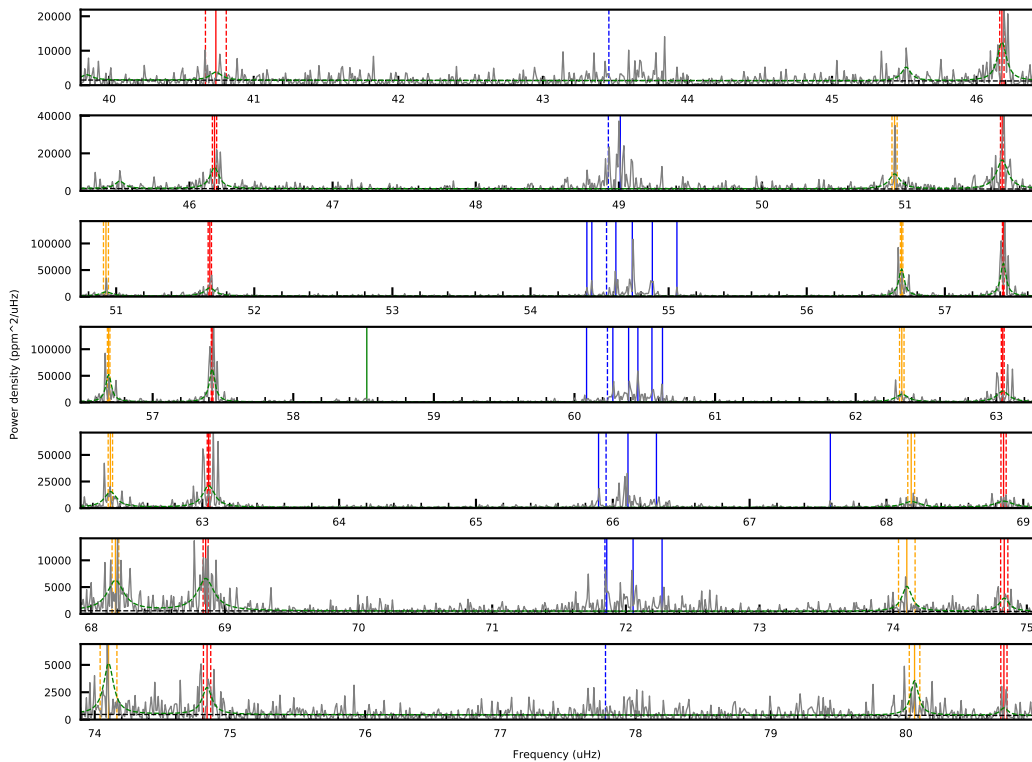 20000
10000
0
40 41 42 43 44 45 46
40000
20000
0
46 47 48 49 50 51
100000
50000
0
51 52 53 54 55 56 57
100000
50000
0
57 58 59 60 61 62 63
Power density (ppm^2/uHz)
50000
25000
0
63 64 65 66 67 68 69
10000
5000
0
68 69 70 71 72 73 74 75
5000
2500
0
74 75 76 77 78 79 80
Frequency (uHz)